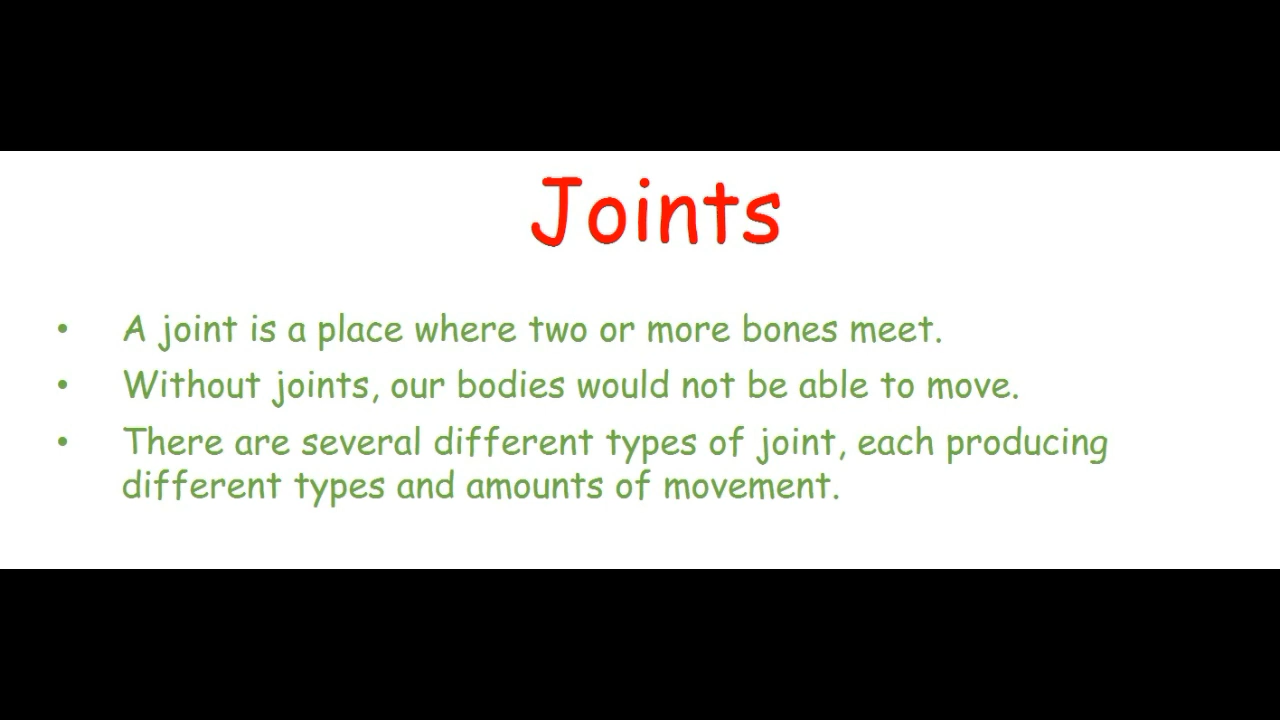 Joints
• A joint is a place where two or more bones meet.
• Without joints, our bodies would not be able to move.
• There are several different types of joint, each producing
different types and amounts of movement.